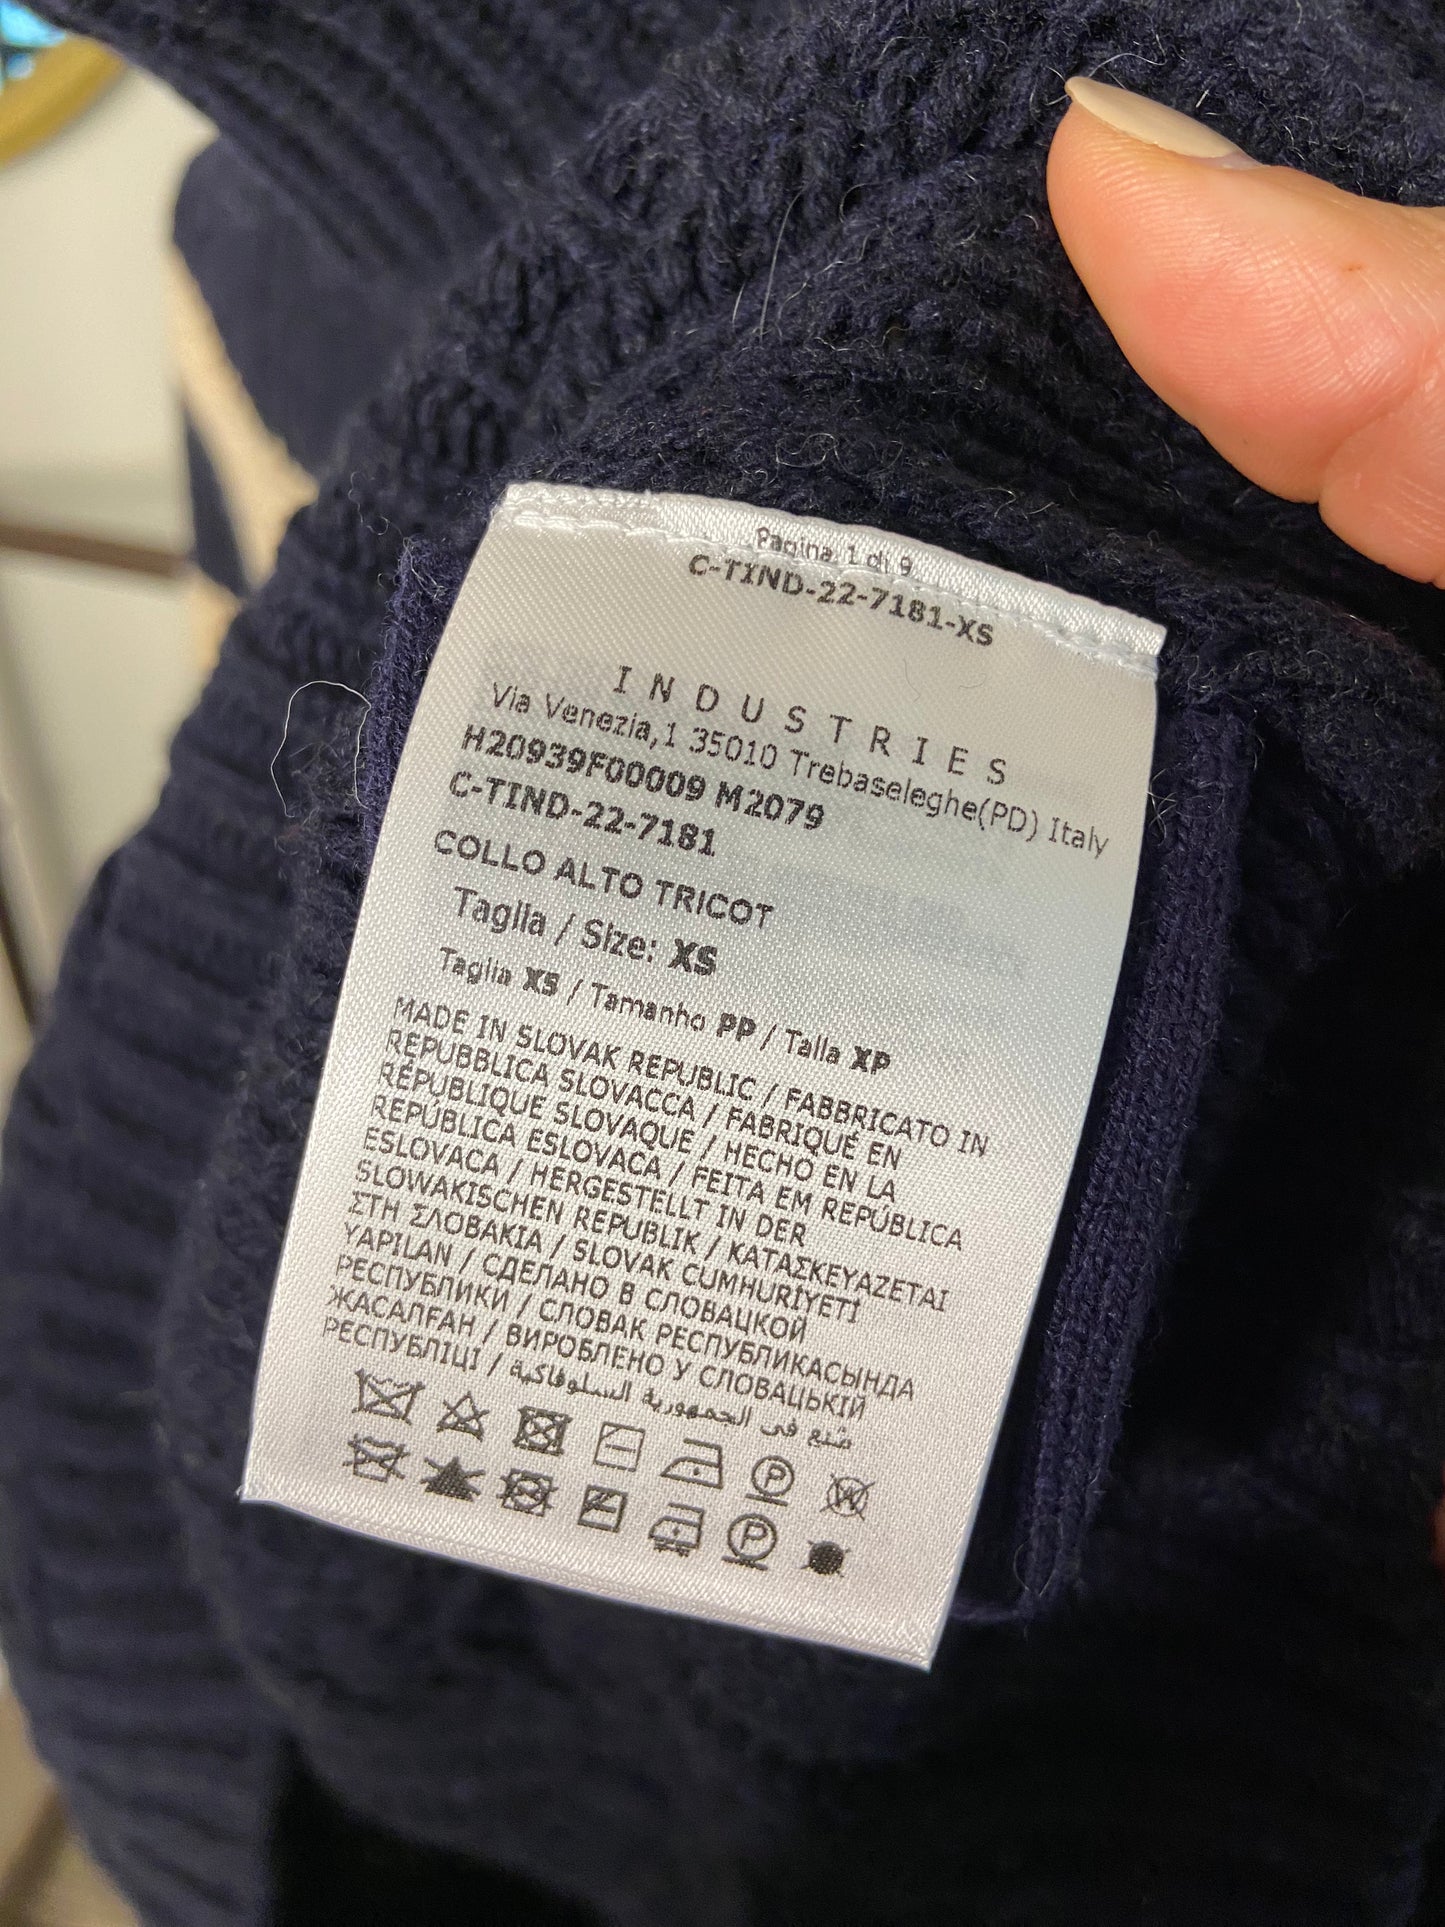 Pagina 1 di 9
C-TIND-22-7181-XS
INDUSTRIES
Via Venezia,1 35010 Trebaseleghe(PD) Italy
H20939F00009 M2079
C-TIND-22-7181
COLLO ALTO TRICOT
Taglia / Size: XS
Taglia XS / Tamanho PP / Talla XP
MADE IN SLOVAK REPUBLIC / FABBRICATO IN
REPUBBLICA SLOVACCA / FABRIQUÉ EN
RÉPUBLIQUE SLOVAQUE / HECHO EN LA
REPÚBLICA ESLOVACA / FEITA EM REPÚBLICA
ESLOVACA / HERGESTELLT IN DER
SLOWAKISCHEN REPUBLIK / ΚΑΤΑΣΚΕΥΑΖΕΤΑΙ
ΣΤΗ ΣΛΟΒΑΚΙΑ / SLOVAK CUMHURİYETİ
YAPILAN / СДЕЛАНО В СЛОВАЦКОЙ
РЕСПУБЛИКИ / СЛОВАК РЕСПУБЛИКАСЫНДА
ЖАСАЛҒАН / ВИРОБЛЕНО У СЛОВАЦЬКІЙ
РЕСПУБЛІЦІ / صُنع في الجمهورية السلوفاكية
P W
P